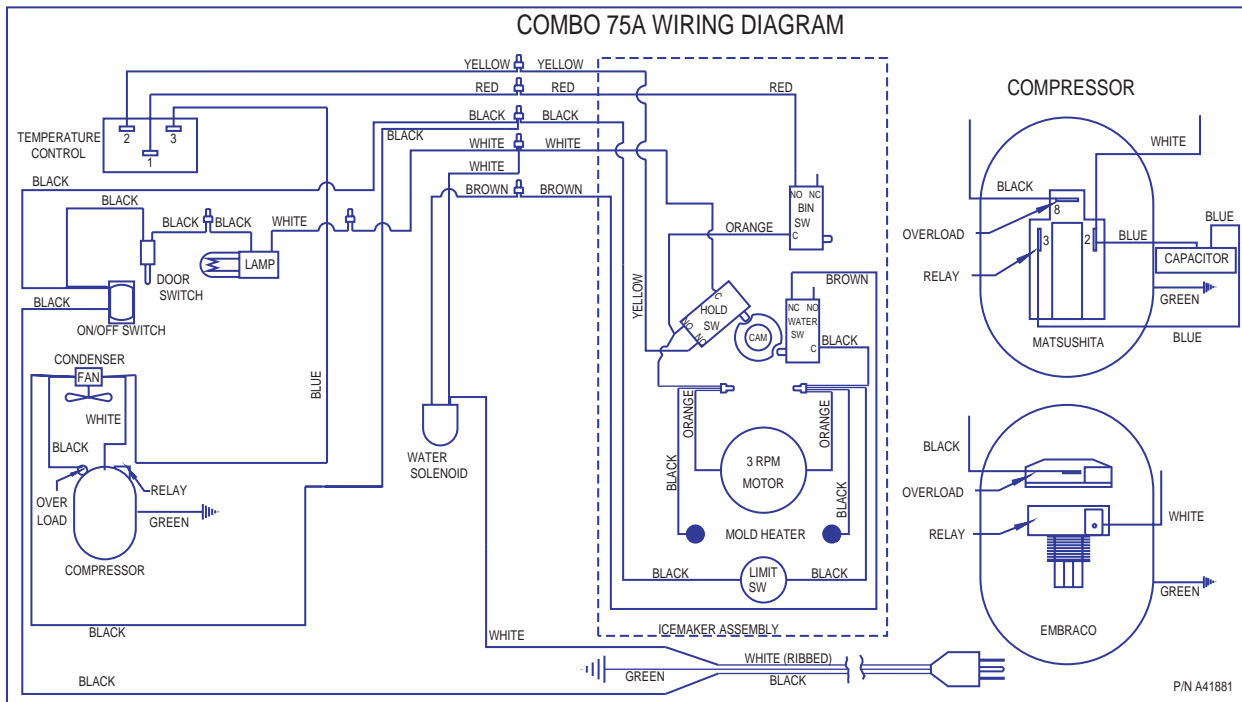 COMBO 75A WIRING DIAGRAM
YELLOW
YELLOW
RED
RED
RED
BLACK
BLACK
BLACK
WHITE
WHITE
WHITE
BROWN
BROWN
2
3
1
TEMPERATURE
CONTROL
BLACK
BLACK
BLACK
BLACK
WHITE
LAMP
DOOR
SWITCH
BLACK
ON/OFF SWITCH
CONDENSER
FAN
WHITE
BLACK
BLUE
OVER
LOAD
RELAY
GREEN
COMPRESSOR
BLACK
BLACK
WATER
SOLENOID
WHITE
NO NC
BIN
SW
C
ORANGE
YELLOW
C
HOLD
SW
NO
NC
CAM
NC NO
WATER
SW
C
BROWN
BLACK
ORANGE
ORANGE
3 RPM
MOTOR
BLACK
BLACK
MOLD HEATER
BLACK
LIMIT
SW
BLACK
ICEMAKER ASSEMBLY
GREEN
WHITE (RIBBED)
BLACK
COMPRESSOR
WHITE
BLACK
8
OVERLOAD
3
2
RELAY
BLUE
BLUE
CAPACITOR
GREEN
MATSUSHITA
BLUE
BLACK
OVERLOAD
RELAY
WHITE
GREEN
EMBRACO
P/N A41881